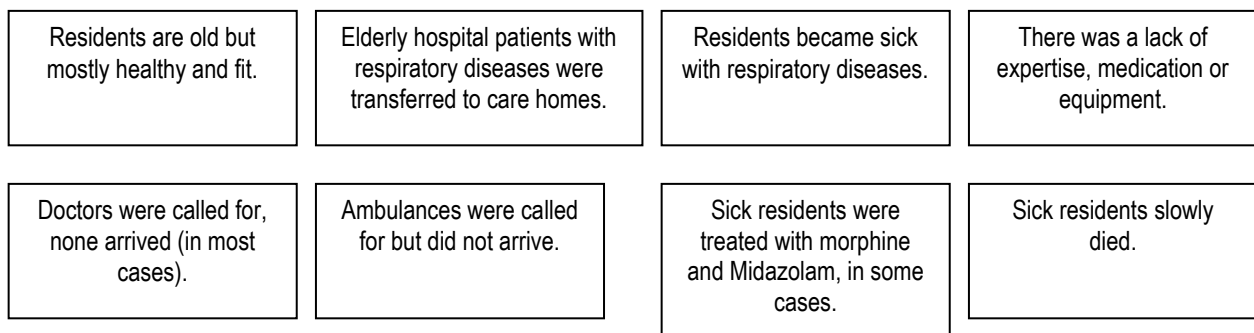 Residents are old but
mostly healthy and fit.
Elderly hospital patients with
respiratory diseases were
transferred to care homes.
Residents became sick
with respiratory diseases.
There was a lack of
expertise, medication or
equipment.
Doctors were called for,
none arrived (in most
cases).
Ambulances were called
for but did not arrive.
Sick residents were
treated with morphine
and Midazolam, in some
cases.
Sick residents slowly
died.